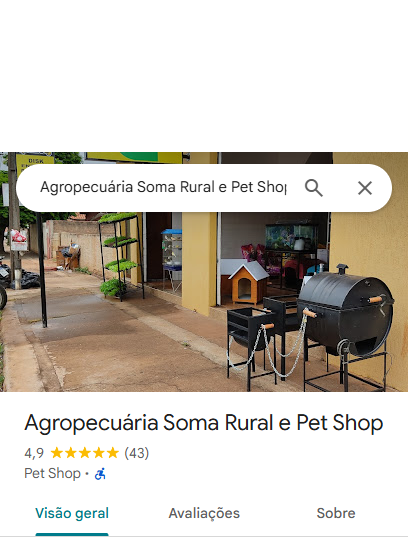 DISK
Agropecuária Soma Rural e Pet Shop
Agropecuária Soma Rural e Pet Shop
4,9 ★★★★★ (43)
Pet Shop ·
Visão geral Avaliações Sobre